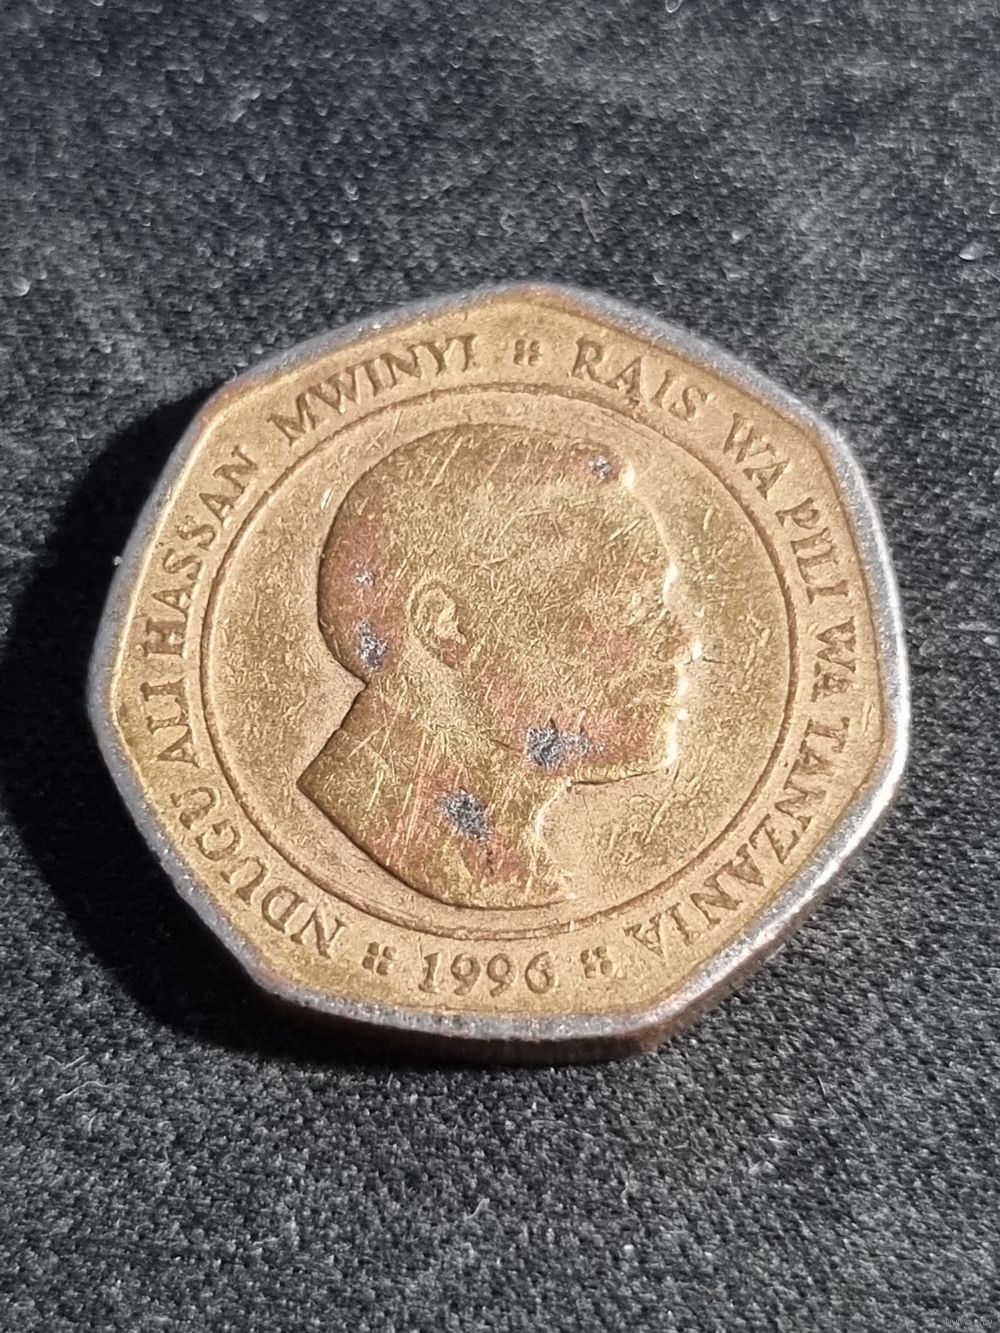 NDUGU ALI HASSAN MWINYI :: RAIS WA PILI WA TANZANIA ::
1996 ::